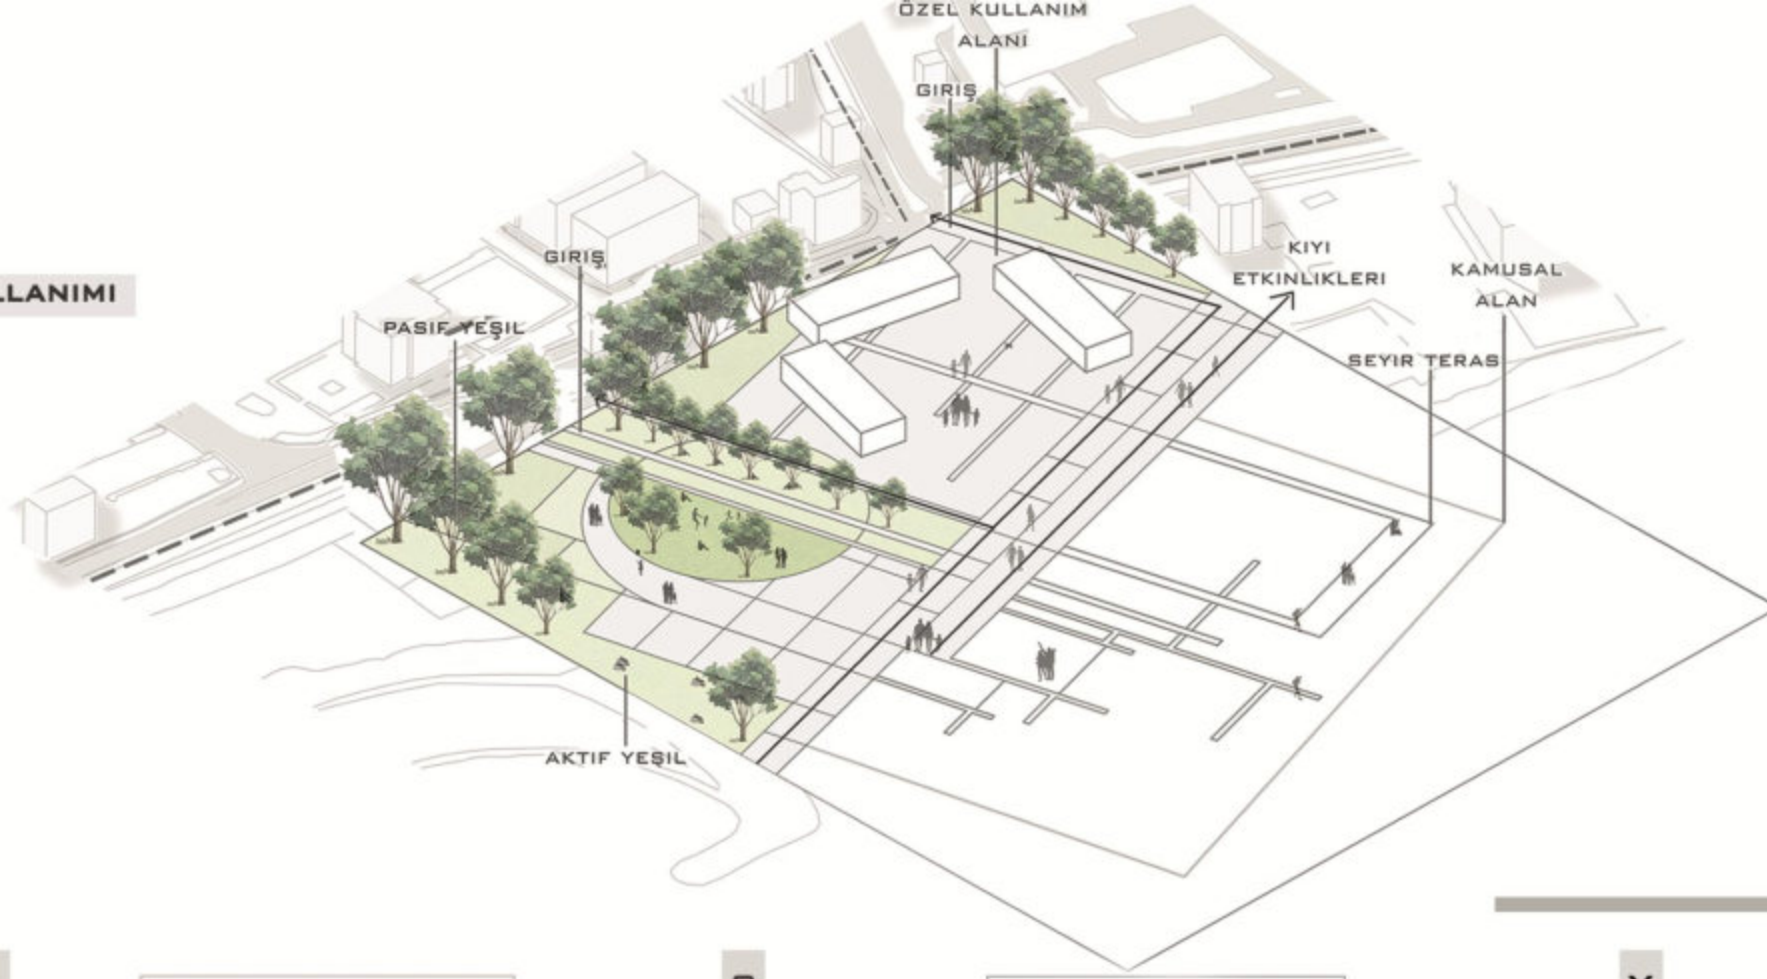 ÖZEL KULLANIM
ALANI
GIRIŞ
KIYI
ETKINLIKLERI
GIRIŞ
KAMUSAL
ALAN
LLANIMI
PASIF YEŞIL
SEYIR TERAS
AKTIF YEŞIL